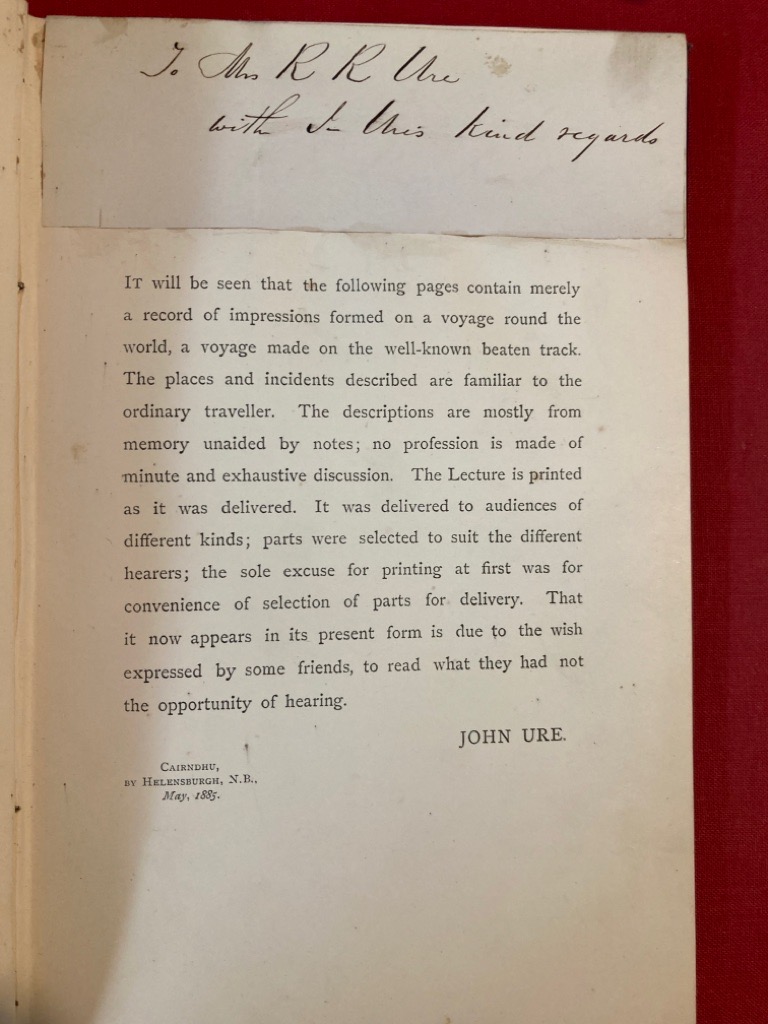 To Mrs R R Ure
with Jn Ure's kind regards
IT will be seen that the following pages contain merely
a record of impressions formed on a voyage round the
world, a voyage made on the well-known beaten track.
The places and incidents described are familiar to the
ordinary traveller. The descriptions are mostly from
memory unaided by notes; no profession is made of
minute and exhaustive discussion. The Lecture is printed
as it was delivered. It was delivered to audiences of
different kinds; parts were selected to suit the different
hearers; the sole excuse for printing at first was for
convenience of selection of parts for delivery. That
it now appears in its present form is due to the wish
expressed by some friends, to read what they had not
the opportunity of hearing.
JOHN URE.
CAIRNDHU,
BY HELENSBURGH, N.B.,
May, 1885.